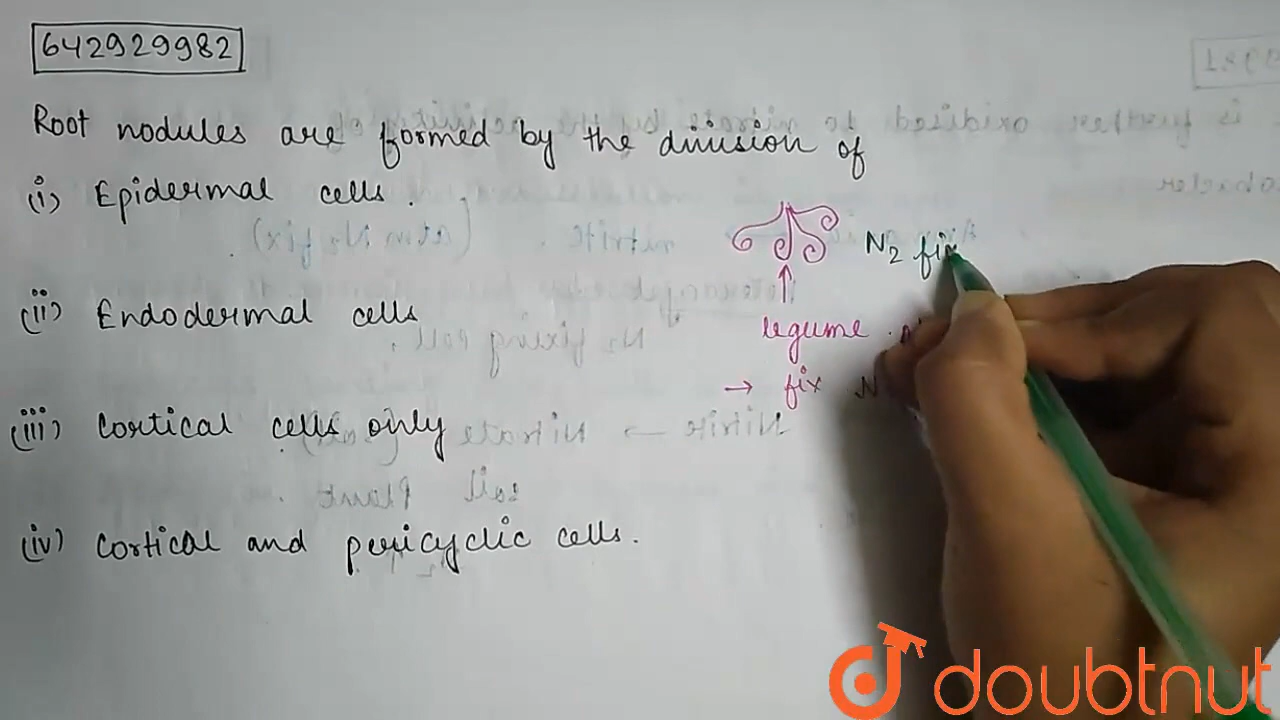 642929982
Root nodules are formed by the division of
(i) Epidermal cells.
(ii) Endodermal cells
(iii) Cortical cells only
(iv) Cortical and pericyclic cells.
N2 fix
legume
→ fix N
doubtnut